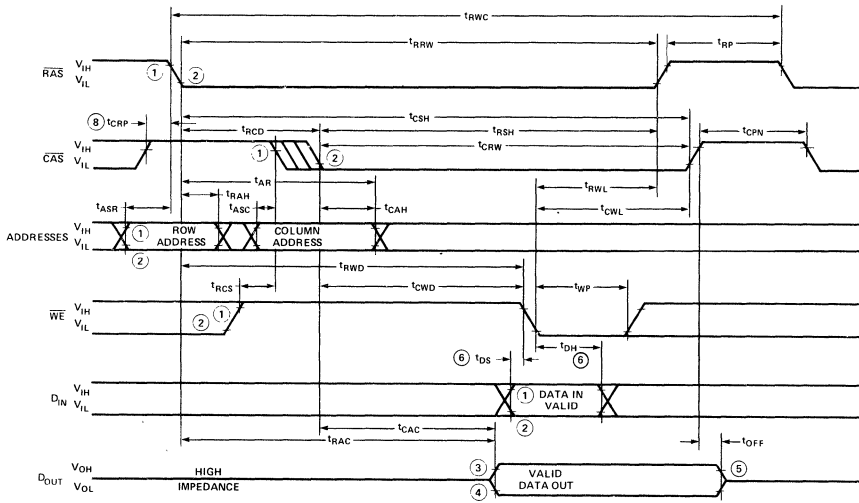 tRWC
tRRW
tRP
RAS VIH
VIL
1 2
8 tCRP
tCSH
tRCD
tRSH
tCPN
tCRW
CAS VIH
VIL
1 2
tAR
tRWL
tASR
tRAH
tASC
tCAH
tCWL
ADDRESSES VIH
VIL
1 ROW ADDRESS
2
COLUMN ADDRESS
tRWD
tRCS
tCWD
tWP
WE VIH
VIL
2 1
6 tDS
tDH 6
DIN VIH
VIL
1 DATA IN VALID
2
tCAC
tRAC
tOFF
DOUT VOH
VOL
HIGH IMPEDANCE
3
4
VALID DATA OUT
5